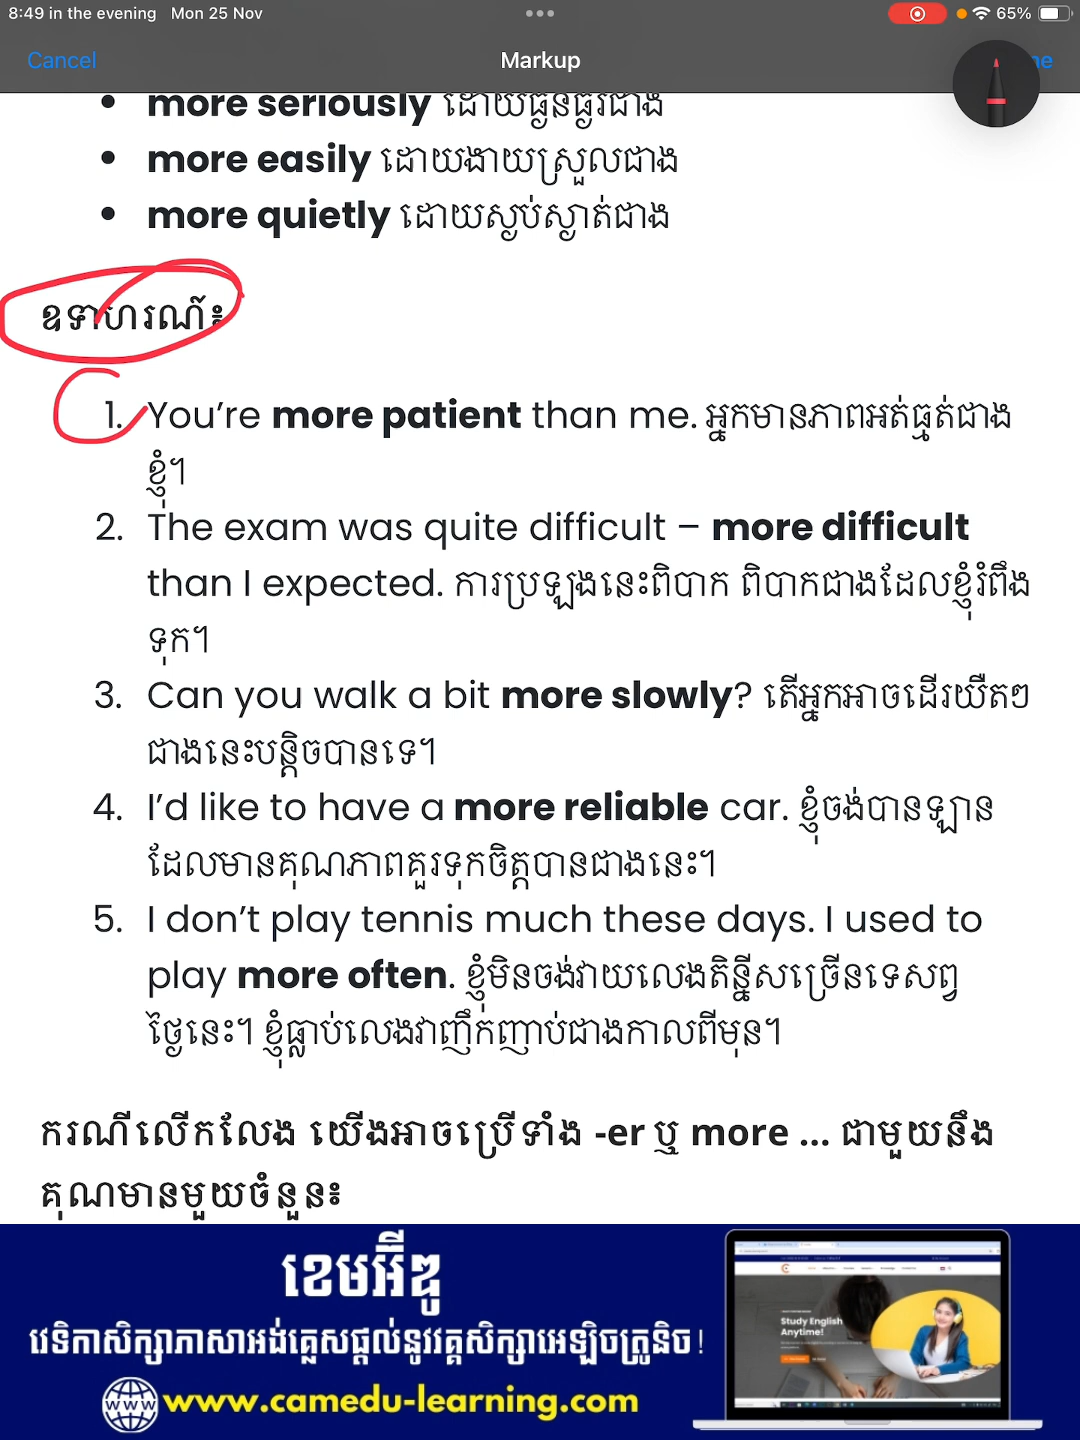 8:49 in the evening Mon 25 Nov
65%
Cancel
Markup
more seriously ដោយធ្ងន់ធ្ងរជាង
more easily ដោយងាយស្រួលជាង
more quietly ដោយស្ងប់ស្ងាត់ជាង
ឧទាហរណ៍៖
1. You're more patient than me. អ្នកមានភាពអត់ធ្មត់ជាង
ខ្ញុំ។
2. The exam was quite difficult – more difficult
than I expected. ការប្រឡងនេះពិបាក ពិបាកជាងដែលខ្ញុំរំពឹង
ទុក។
3. Can you walk a bit more slowly? តើអ្នកអាចដើរយឺតៗ
ជាងនេះបន្តិចបានទេ។
4. I'd like to have a more reliable car. ខ្ញុំចង់បានឡាន
ដែលមានគុណភាពគួរទុកចិត្តបានជាងនេះ។
5. I don't play tennis much these days. I used to
play more often. ខ្ញុំមិនចង់វាយលេងតិន្នីសច្រើនទេសព្វ
ថ្ងៃនេះ។ ខ្ញុំធ្លាប់លេងវាញឹកញាប់ជាងកាលពីមុន។
ករណីលើកលែង យើងអាចប្រើទាំង -er ឬ more ... ជាមួយនឹង
គុណមានមួយចំនួន៖
ខេមអ៊ីឌូ
វេទិកាសិក្សាភាសាអង់គ្លេសផ្តល់នូវវគ្គសិក្សាអេឡិចត្រូនិច!
www.camedu-learning.com
Study English
Anytime!